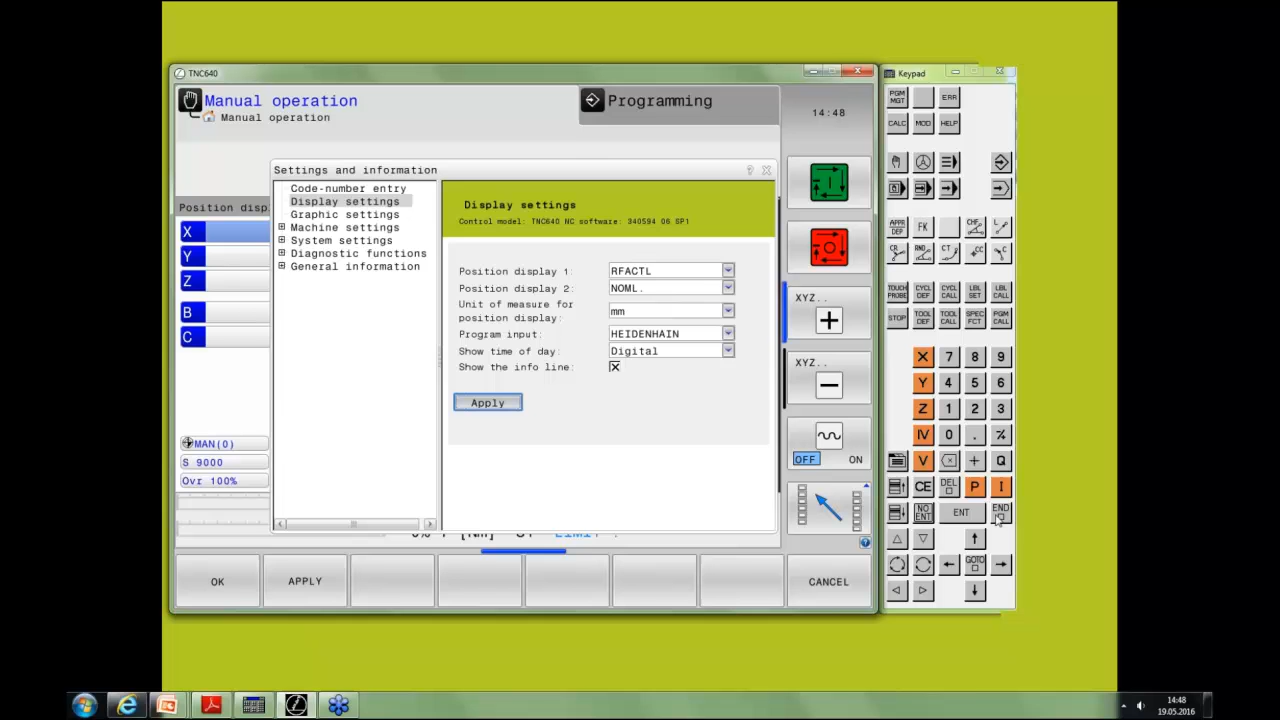 TNC640
Manual operation
Manual operation
Programming
14:48
Settings and information
Code-number entry
Display settings
Graphic settings
Machine settings
System settings
Diagnostic functions
General information
Display settings
Control model: TNC640 NC software: 340594 06 SP1
Position display 1: RFACTL
Position display 2: NOML.
Unit of measure for position display: mm
Program input: HEIDENHAIN
Show time of day: Digital
Show the info line: X
Apply
Position disp
X
Y
Z
B
C
MAN(0)
S 9000
Ovr 100%
XYZ..
+
XYZ..
-
OFF ON
OK APPLY CANCEL
Keypad
PGM MGT ERR
CALC MOD HELP
APPR DEP FK CHF L
CR RND CT CC C
TOUCH PROBE CYCL DEF CYCL CALL LBL SET LBL CALL
STOP TOOL DEF TOOL CALL SPEC FCT PGM CALL
X 7 8 9
Y 4 5 6
Z 1 2 3
IV 0 .
V + Q
CE DEL P I
NO ENT ENT END
GOTO
14:48
19.05.2016